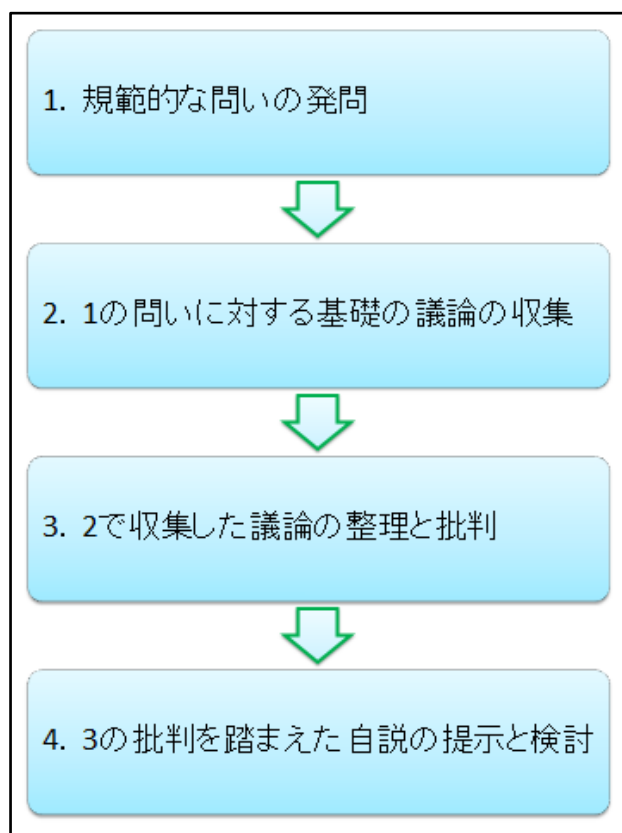 1. 規範的な問いの発問
2. 1の問いに対する基礎の議論の収集
3. 2で収集した議論の整理と批判
4. 3の批判を踏まえた自説の提示と検討